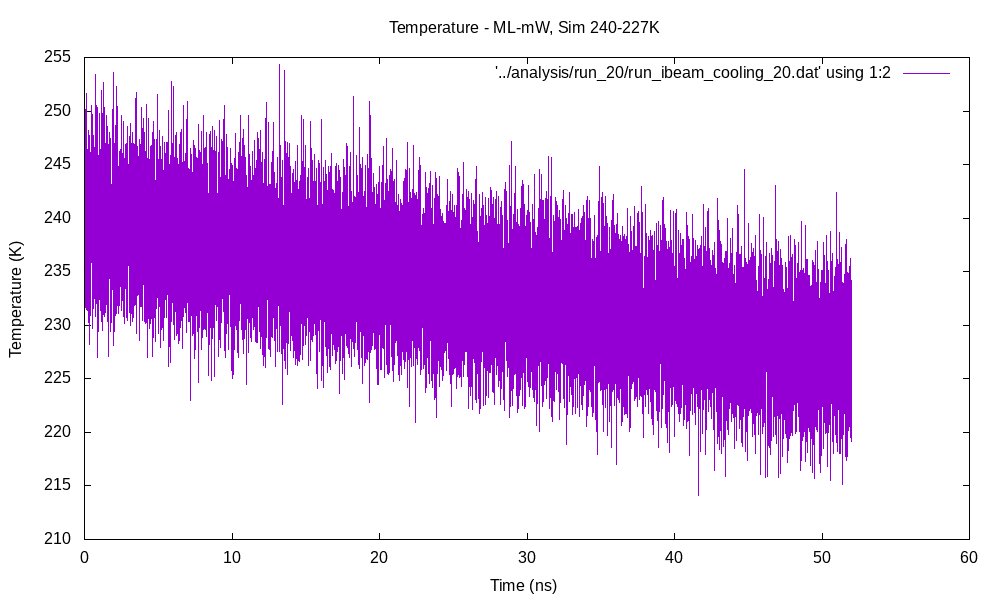 Temperature - ML-mW, Sim 240-227K
'../analysis/run_20/run_ibeam_cooling_20.dat' using 1:2
255
250
245
240
235
230
225
220
215
210
Temperature (K)
0 10 20 30 40 50 60
Time (ns)